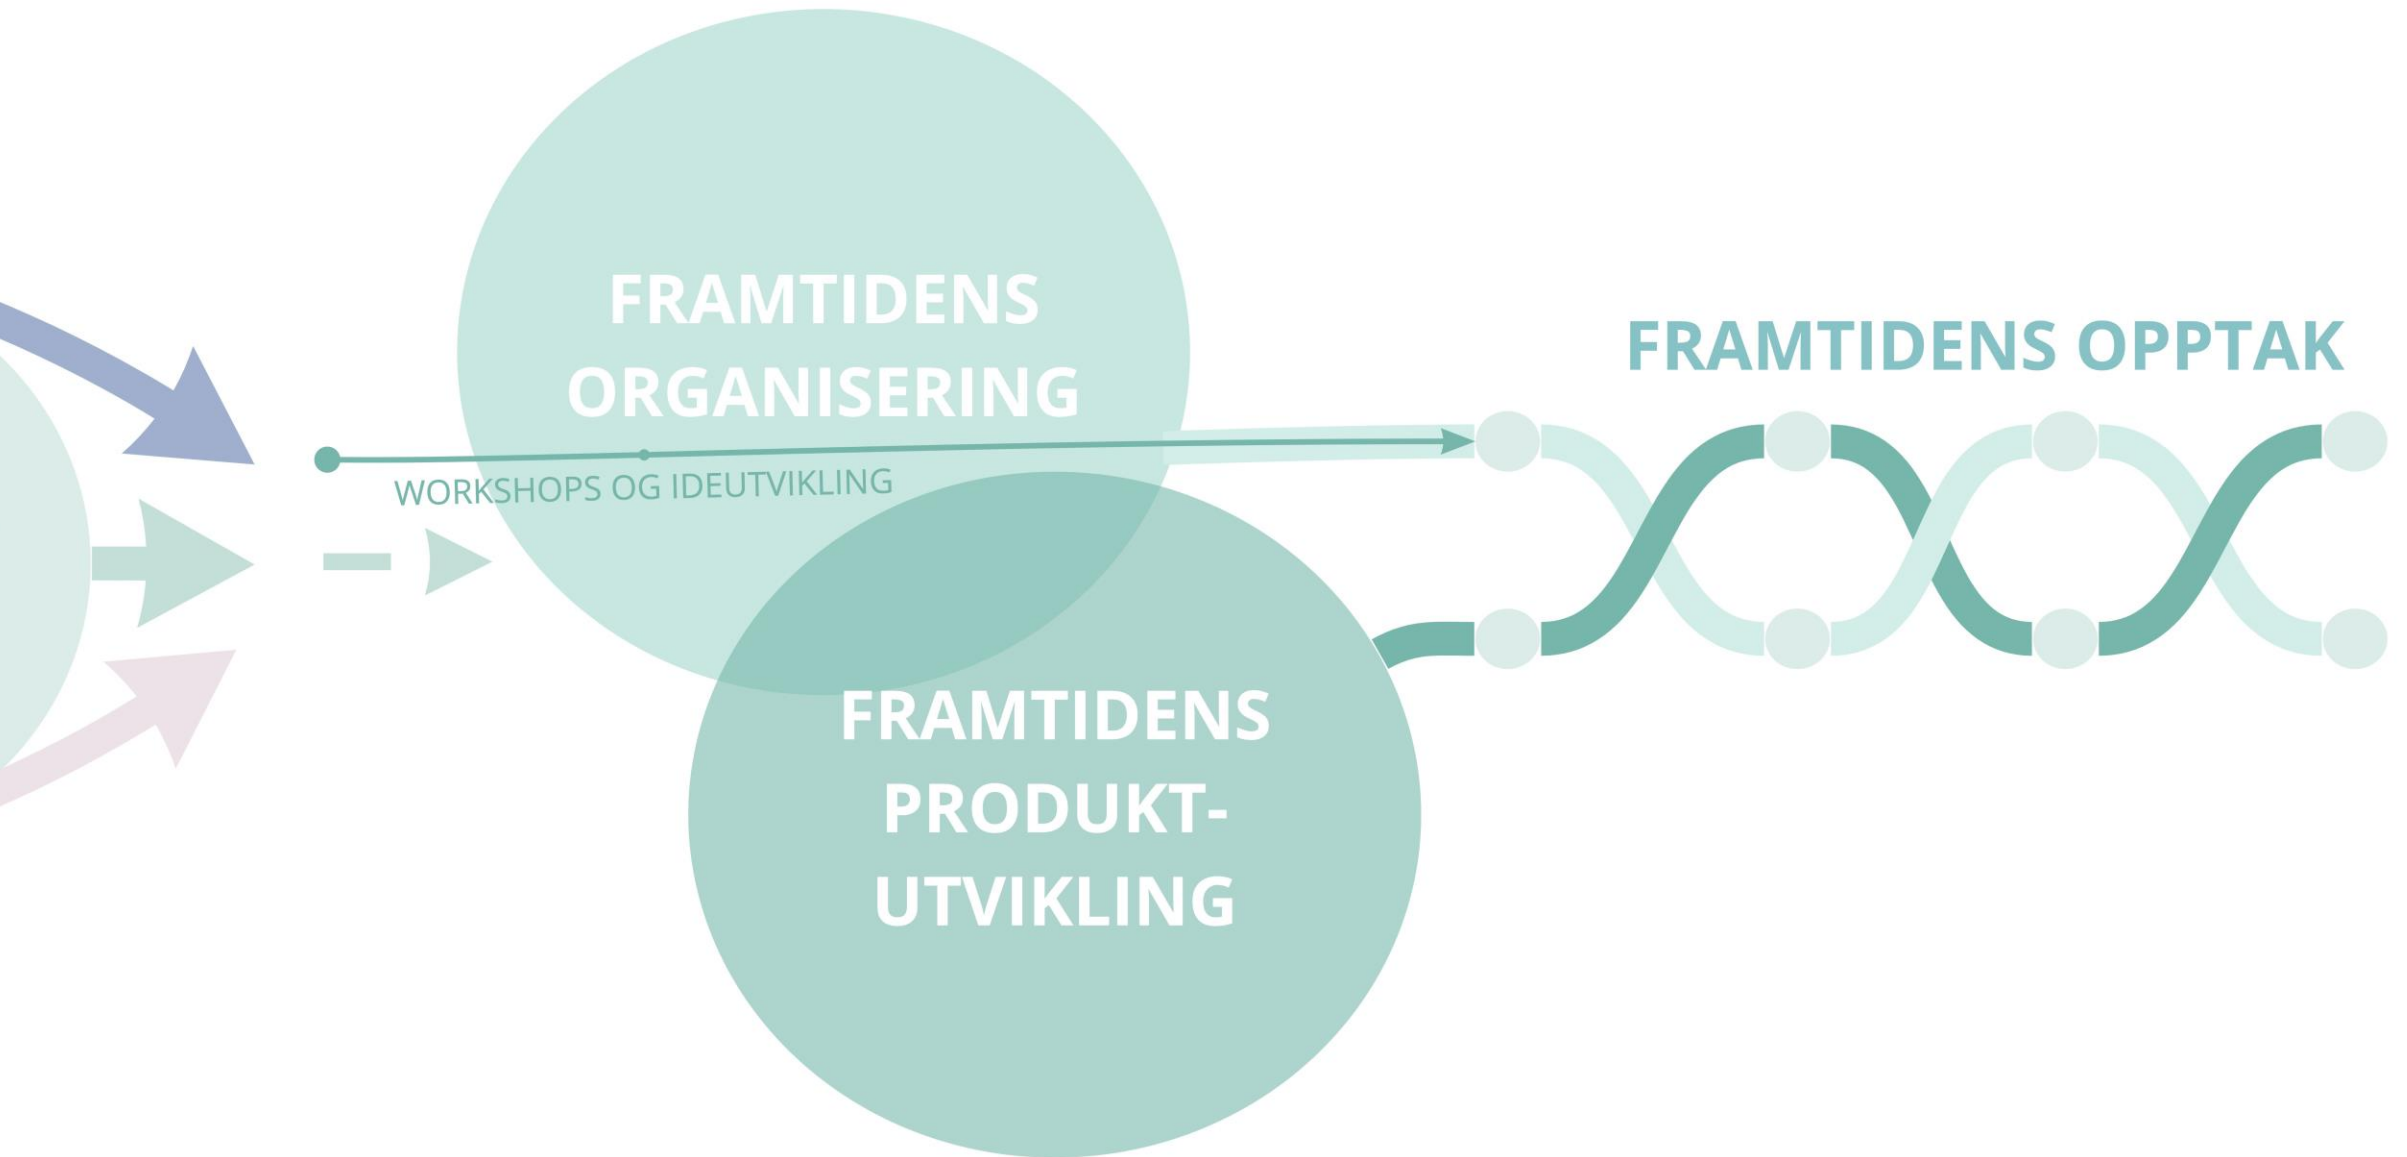 FRAMTIDENS
ORGANISERING
WORKSHOPS OG IDEUTVIKLING
FRAMTIDENS
PRODUKT-
UTVIKLING
FRAMTIDENS OPPTAK